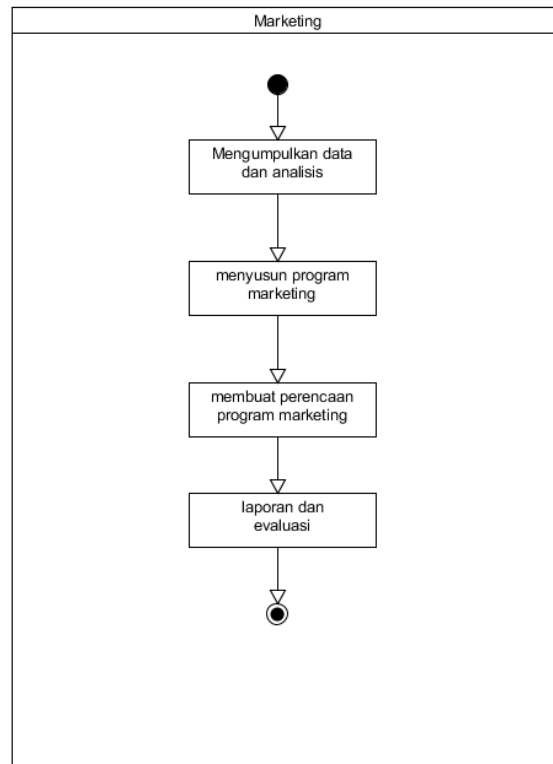 Marketing
Mengumpulkan data
dan analisis
menyusun program
marketing
membuat perencaan
program marketing
laporan dan
evaluasi